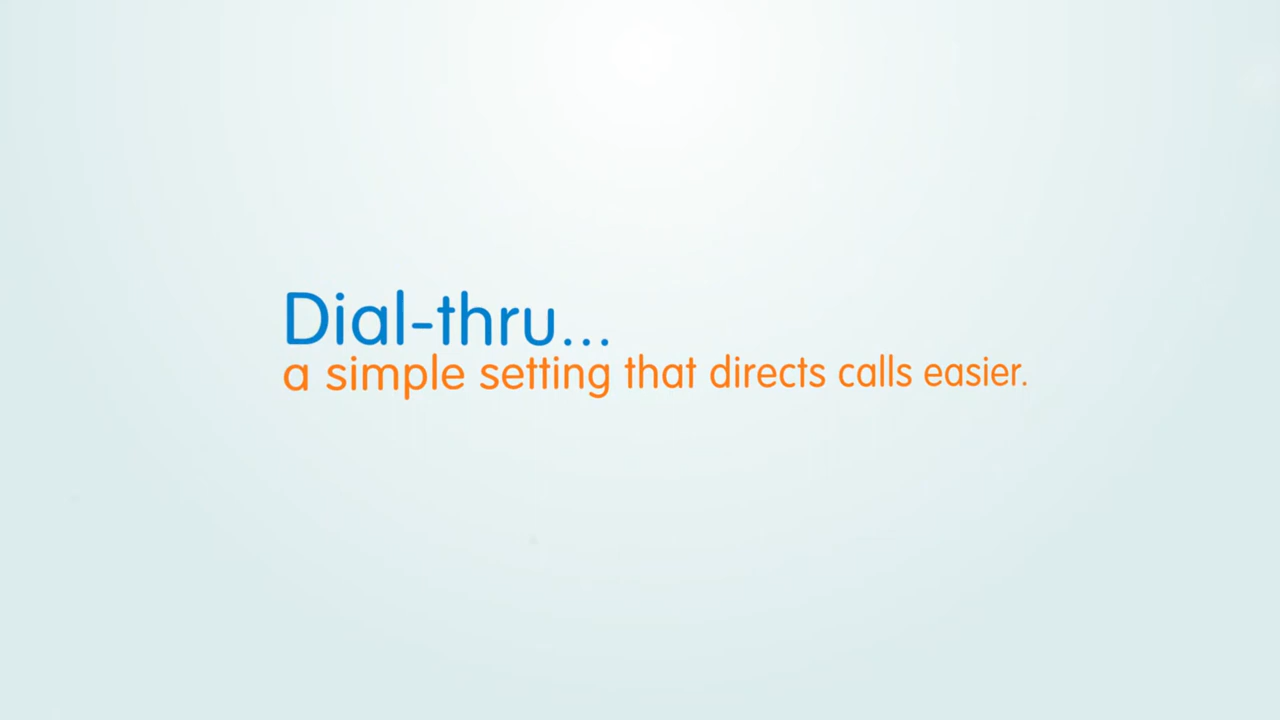 Dial-thru...
a simple setting that directs calls easier.